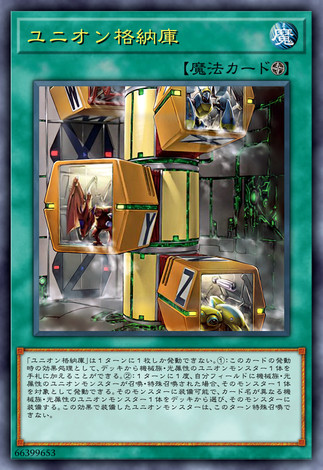 ユニオン格納庫
魔
【魔法カード】
Y
Z
「ユニオン格納庫」は1ターンに1枚しか発動できない。①:このカードの発動
時の効果処理として、デッキから機械族・光属性のユニオンモンスター1体を
手札に加えることができる。②:1ターンに1度、自分フィールドに機械族・光
属性のユニオンモンスターが召喚・特殊召喚された場合、そのモンスター1体
を対象として発動できる。そのモンスターに装備可能で、カード名が異なる機
械族・光属性のユニオンモンスター1体をデッキから選び、そのモンスターに
装備する。この効果で装備したユニオンモンスターは、このターン特殊召喚で
きない。
66399653